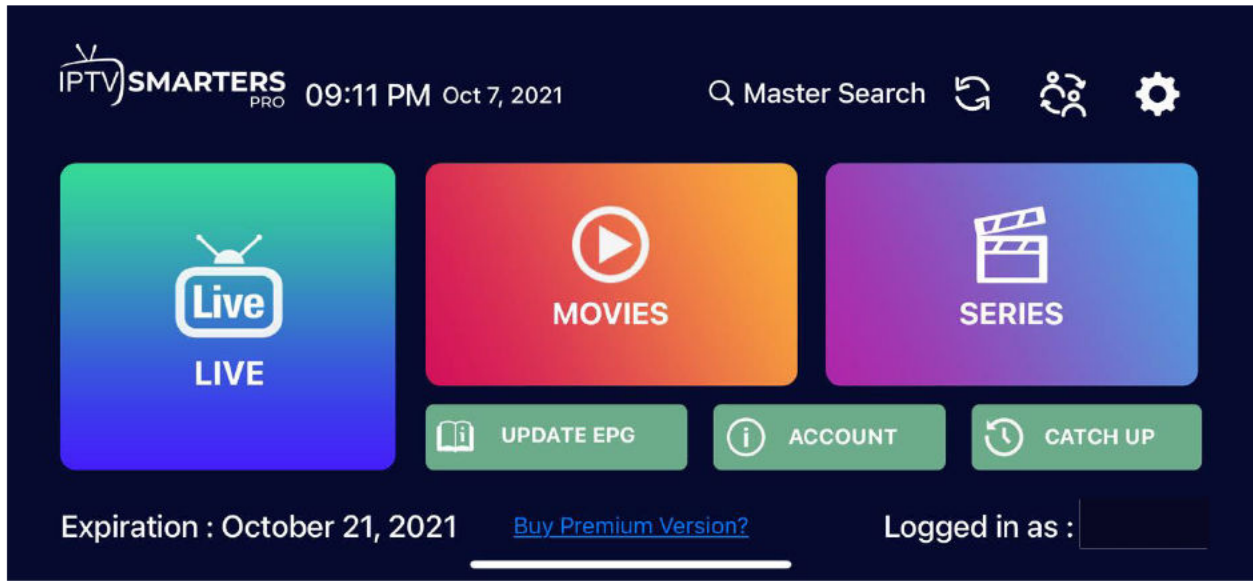 IPTV SMARTERS PRO
09:11 PM Oct 7, 2021
Master Search
Live
LIVE
MOVIES
SERIES
UPDATE EPG
ACCOUNT
CATCH UP
Expiration : October 21, 2021
Buy Premium Version?
Logged in as :